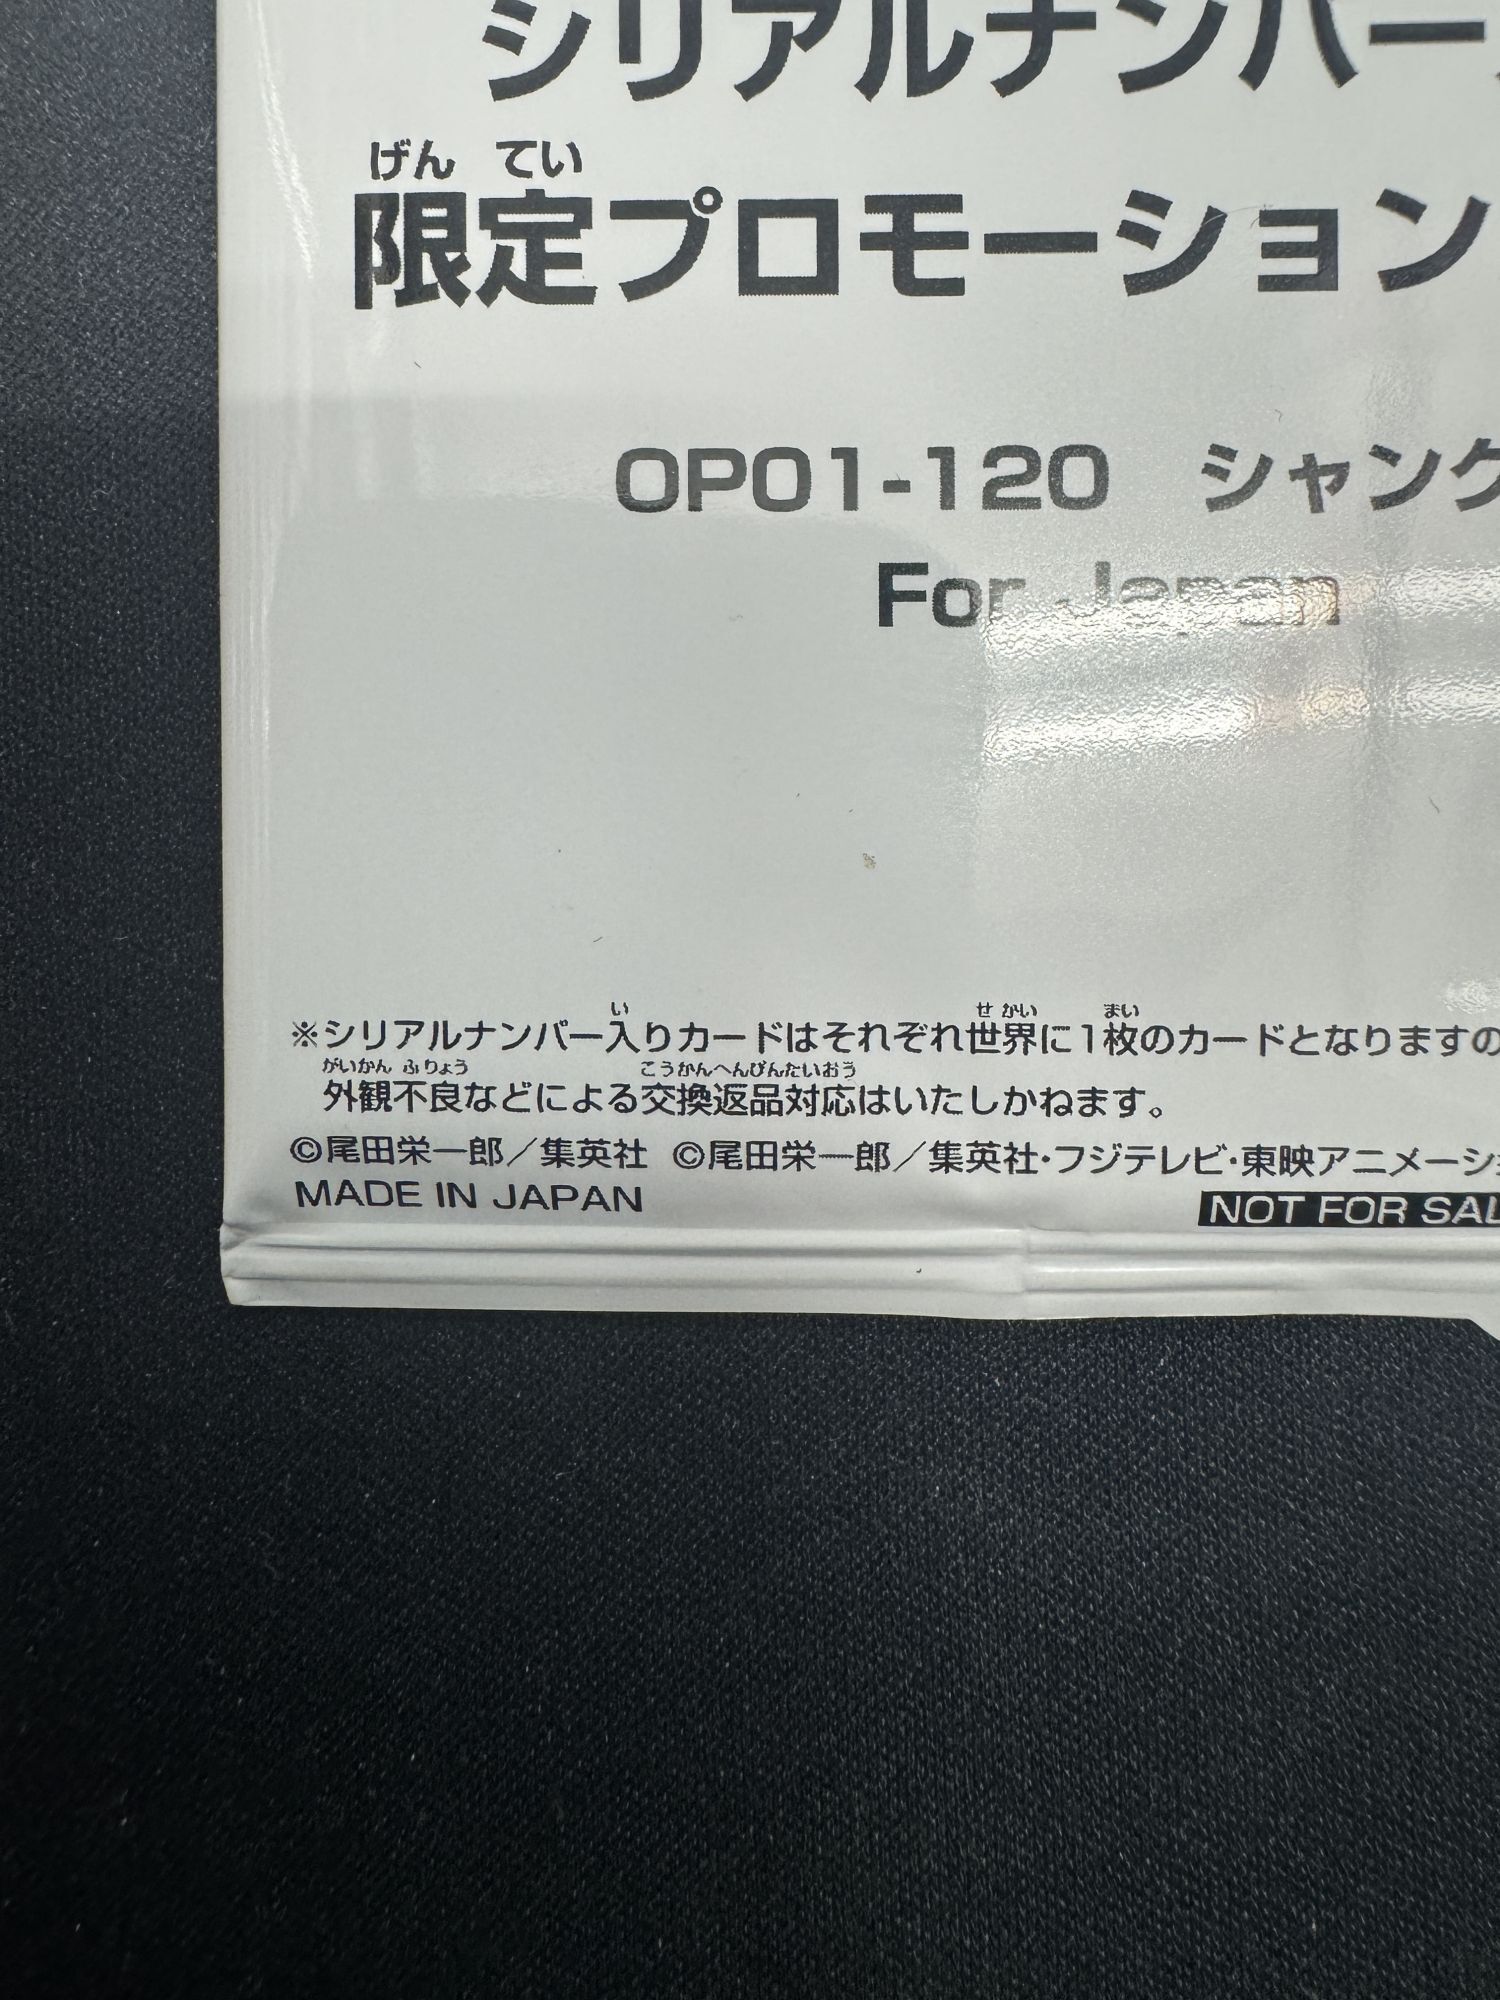 シリアルナンバー
げん てい
限定プロモーション
OP01-120 シャンク
For Japan
い せかい まい
※シリアルナンバー入りカードはそれぞれ世界に1枚のカードとなりますの
がいかん ふりょう こうかんへんぴんたいおう
外観不良などによる交換返品対応はいたしかねます。
©尾田栄一郎／集英社 ©尾田栄一郎／集英社・フジテレビ・東映アニメーシ
MADE IN JAPAN
NOT FOR SAL